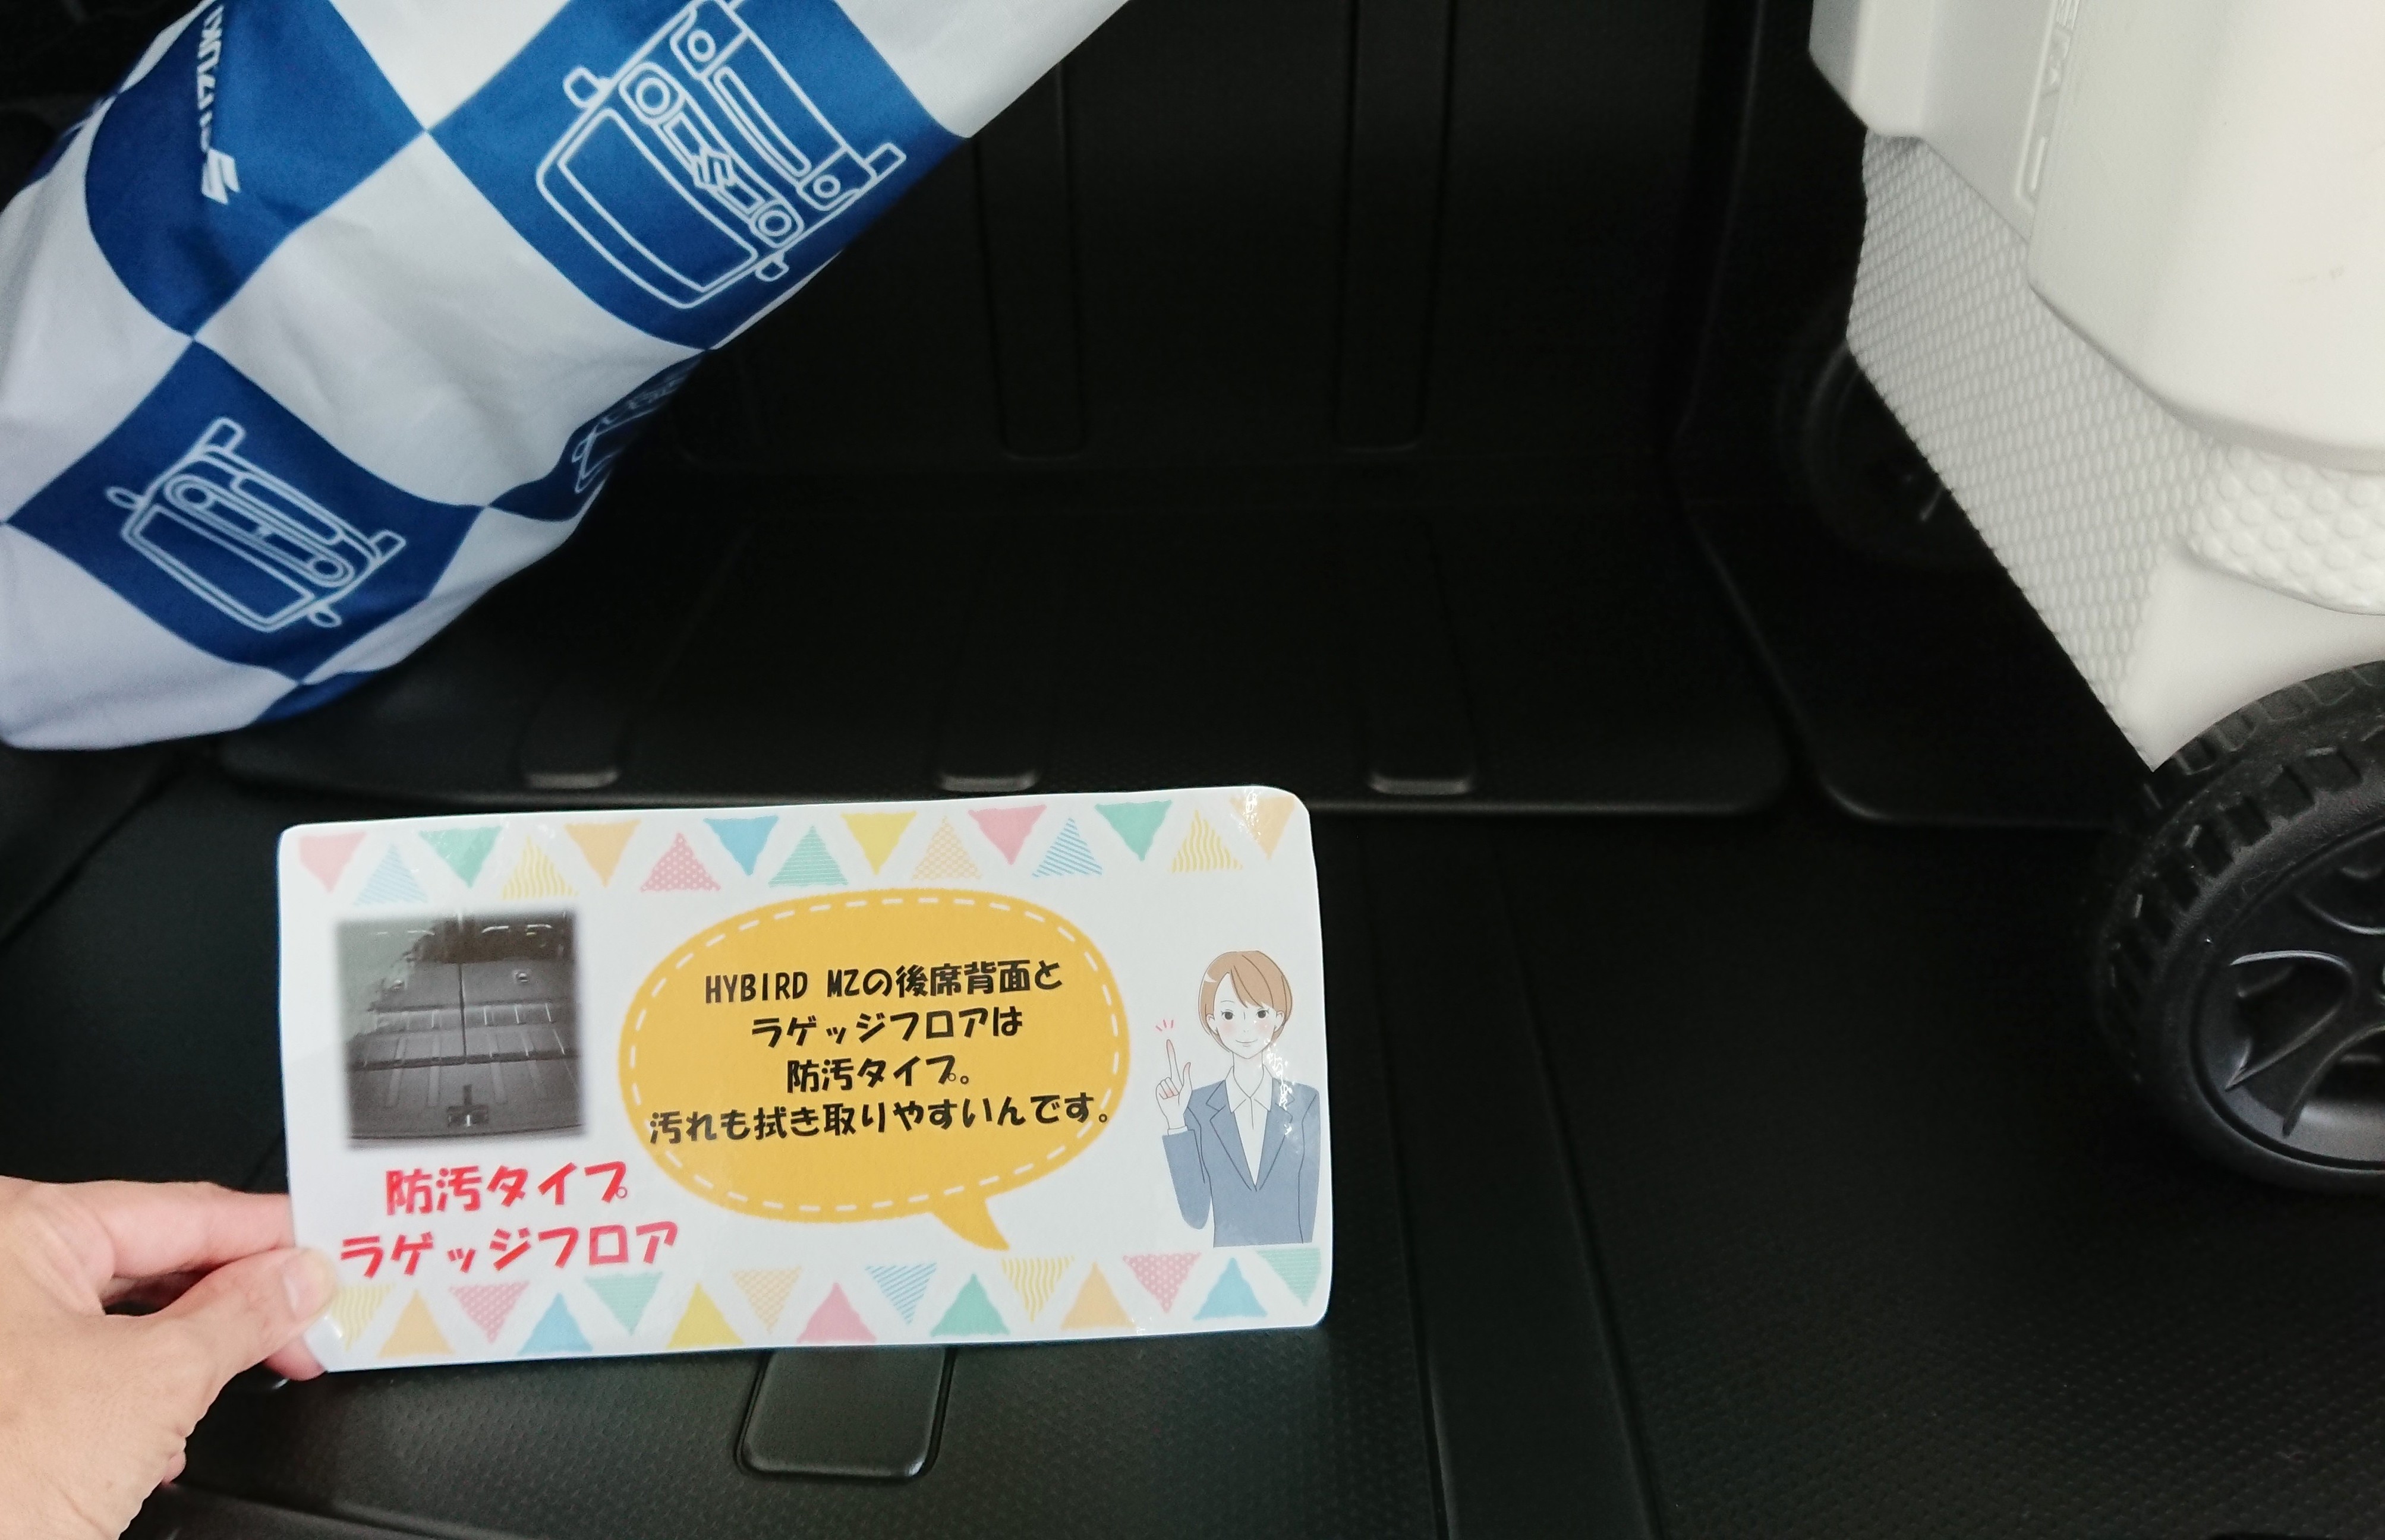 SUZUKI
HYBIRD MZの後席背面と
ラゲッジフロアは
防汚タイプ。
汚れも拭き取りやすいんです。
防汚タイプ
ラゲッジフロア